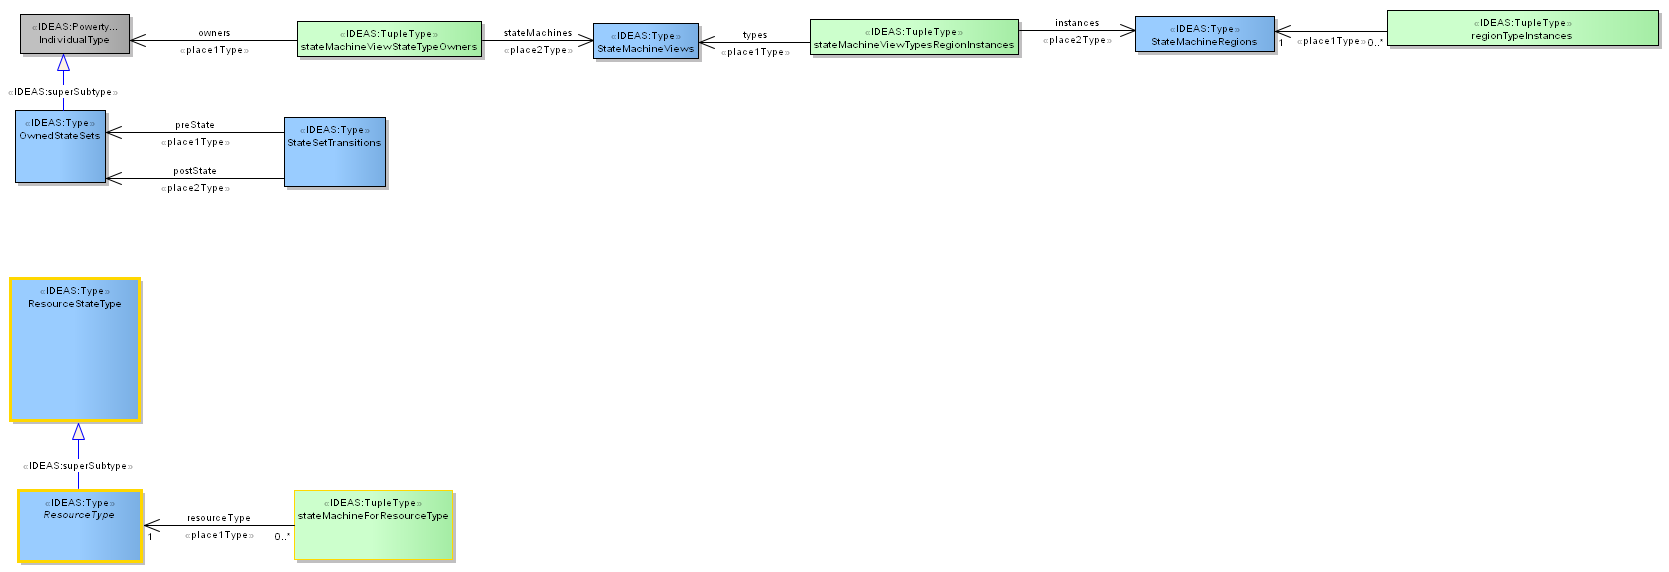 «IDEAS:Powerty...
IndividualType
owners
«place1Type»
«IDEAS:TupleType»
stateMachineViewStateTypeOwners
stateMachines
«place2Type»
«IDEAS:Type»
StateMachineViews
types
«place1Type»
«IDEAS:TupleType»
stateMachineViewTypesRegionInstances
instances
«place2Type»
«IDEAS:Type»
StateMachineRegions
1
«place1Type»
0..*
«IDEAS:TupleType»
regionTypeInstances
«IDEAS:superSubtype»
«IDEAS:Type»
OwnedStateSets
preState
«place1Type»
postState
«place2Type»
«IDEAS:Type»
StateSetTransitions
«IDEAS:Type»
ResourceStateType
«IDEAS:superSubtype»
«IDEAS:Type»
ResourceType
resourceType
1
«place1Type»
0..*
«IDEAS:TupleType»
stateMachineForResourceType